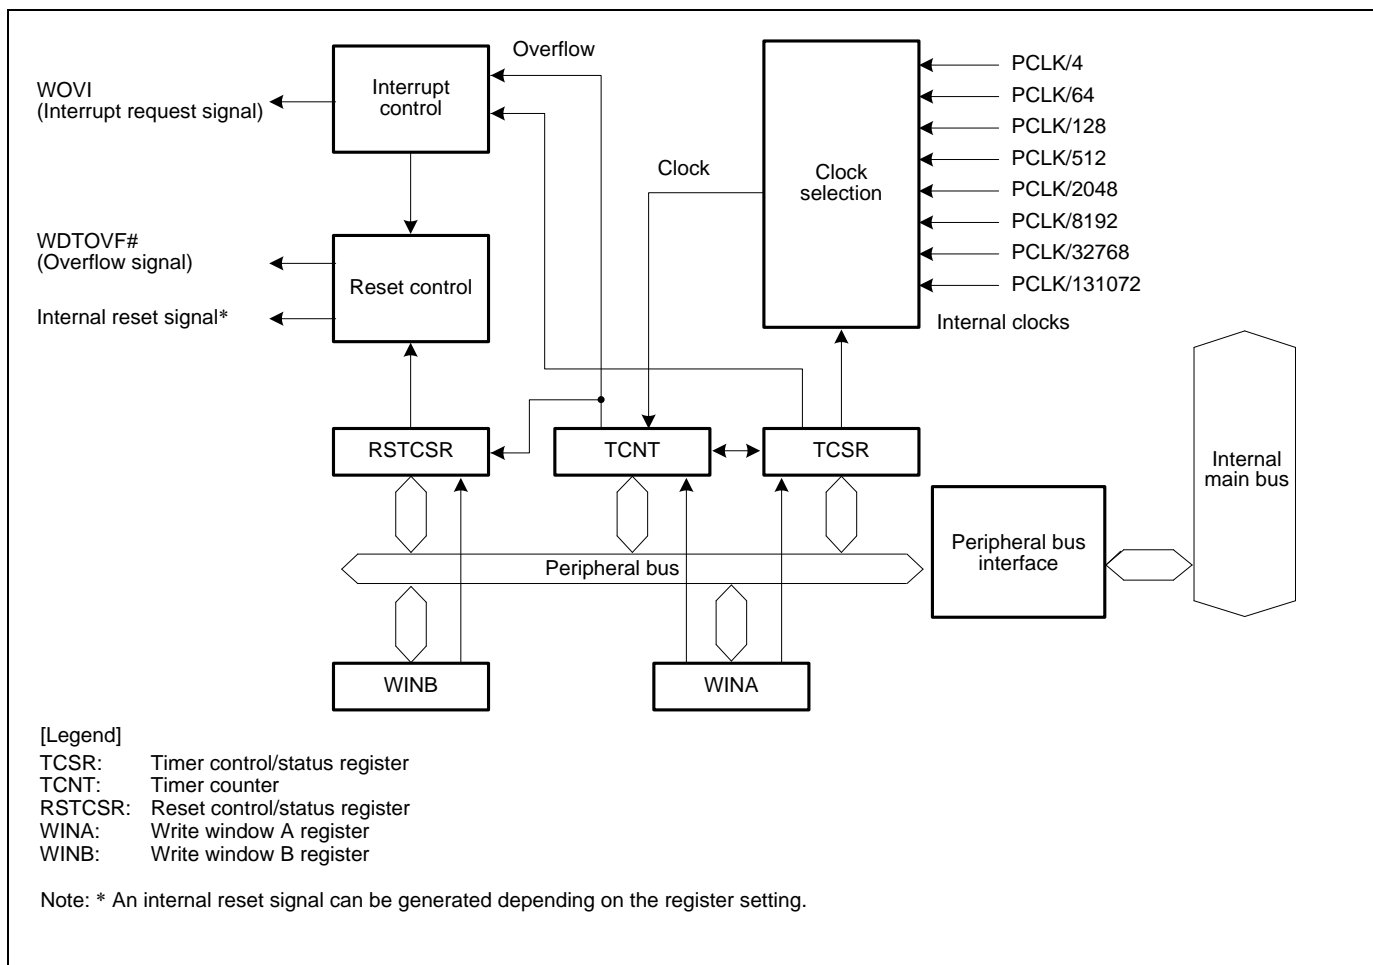 Overflow
WOVI
(Interrupt request signal)
Interrupt
control
PCLK/4
PCLK/64
PCLK/128
PCLK/512
PCLK/2048
PCLK/8192
PCLK/32768
PCLK/131072
Clock
Clock
selection
Internal clocks
WDTOVF#
(Overflow signal)
Internal reset signal*
Reset control
RSTCSR
TCNT
TCSR
Internal
main bus
Peripheral bus
Peripheral bus
interface
WINB
WINA
[Legend]
TCSR: Timer control/status register
TCNT: Timer counter
RSTCSR: Reset control/status register
WINA: Write window A register
WINB: Write window B register
Note: * An internal reset signal can be generated depending on the register setting.